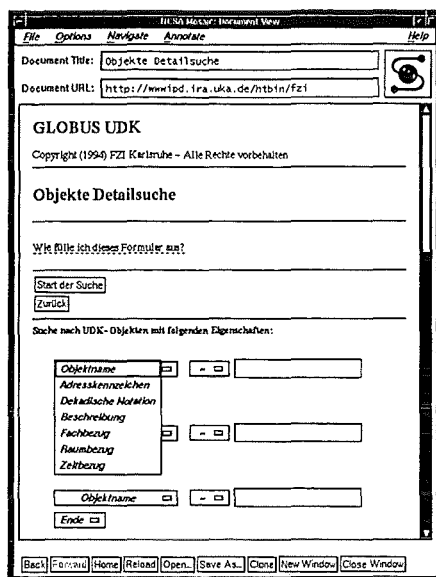 NCSA Mosaic: Document View
File Options Navigate Annotate Help
Document Title: Objekte Detailsuche
Document URL: http://wwwipd.ira.uka.de/htbin/fzi
GLOBUS UDK
Copyright (1994) FZI Karlsruhe - Alle Rechte vorbehalten
Objekte Detailsuche
Wie fülle ich dieses Formular aus?
Start der Suche
Zurück
Suche nach UDK-Objekten mit folgenden Eigenschaften:
Objektname ~
Adresskennzeichen
Dekadische Notation
Beschreibung
Fachbezug ~
Raumbezug
Zeitbezug
Objektname ~
Ende
Back Forward Home Reload Open... Save As... Clone New Window Close Window